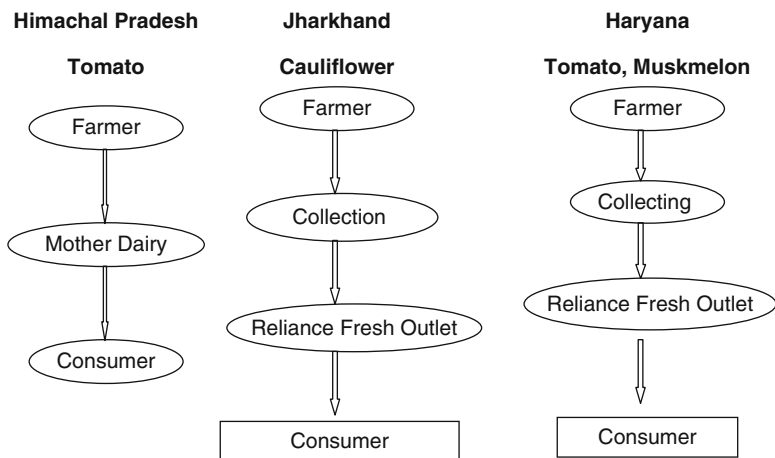 Himachal Pradesh
Tomato
Farmer
Mother Dairy
Consumer
Jharkhand
Cauliflower
Farmer
Collection
Reliance Fresh Outlet
Consumer
Haryana
Tomato, Muskmelon
Farmer
Collecting
Reliance Fresh Outlet
Consumer